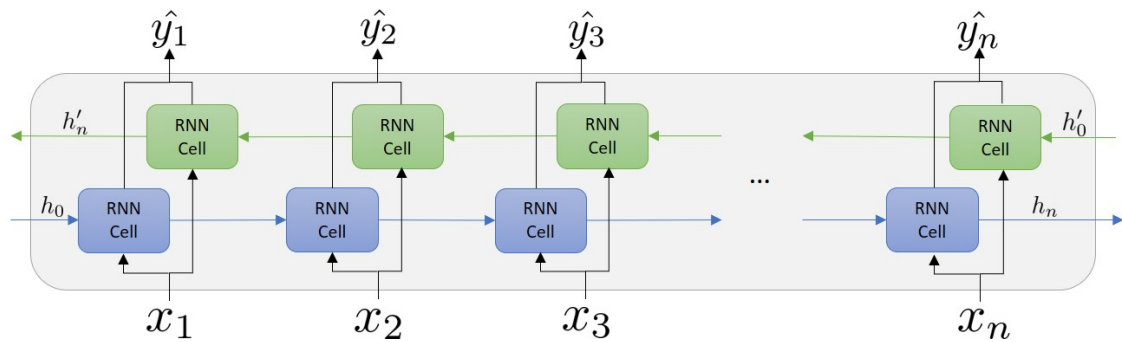 ŷ₁ ŷ₂ ŷ₃ ŷₙ
h′ₙ RNN Cell RNN Cell RNN Cell RNN Cell h′₀
...
h₀ RNN Cell RNN Cell RNN Cell RNN Cell hₙ
x₁ x₂ x₃ xₙ